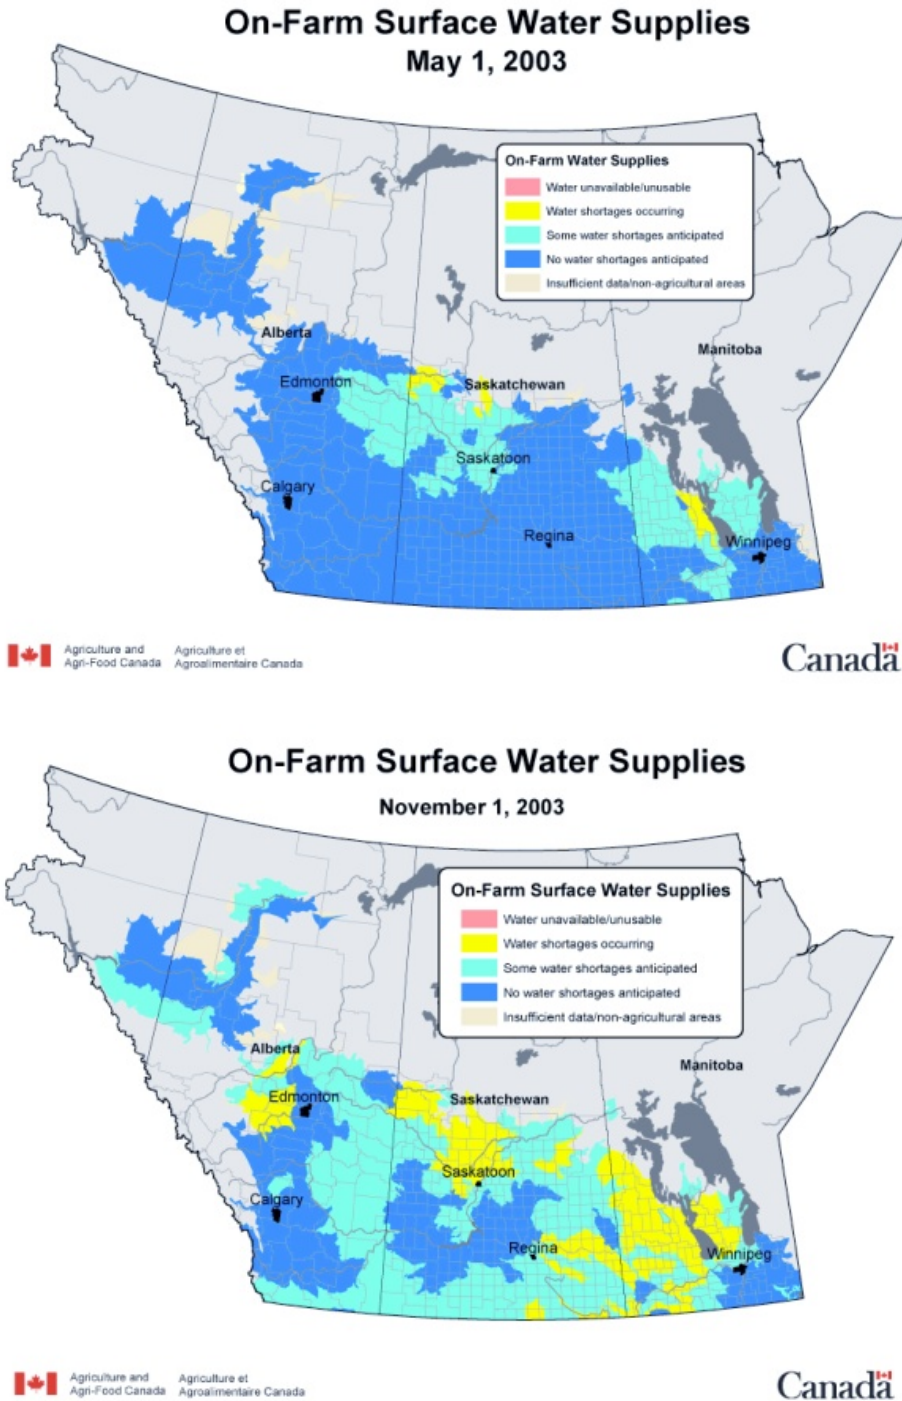 On-Farm Surface Water Supplies
May 1, 2003
On-Farm Water Supplies
Water unavailable/unusable
Water shortages occurring
Some water shortages anticipated
No water shortages anticipated
Insufficient data/non-agricultural areas
Alberta
Manitoba
Edmonton
Saskatchewan
Saskatoon
Calgary
Regina
Winnipeg
Agriculture and Agriculture et
Agri-Food Canada Agroalimentaire Canada
Canada
On-Farm Surface Water Supplies
November 1, 2003
On-Farm Surface Water Supplies
Water unavailable/unusable
Water shortages occurring
Some water shortages anticipated
No water shortages anticipated
Insufficient data/non-agricultural areas
Alberta
Manitoba
Edmonton
Saskatchewan
Saskatoon
Calgary
Regina
Winnipeg
Agriculture and Agriculture et
Agri-Food Canada Agroalimentaire Canada
Canada